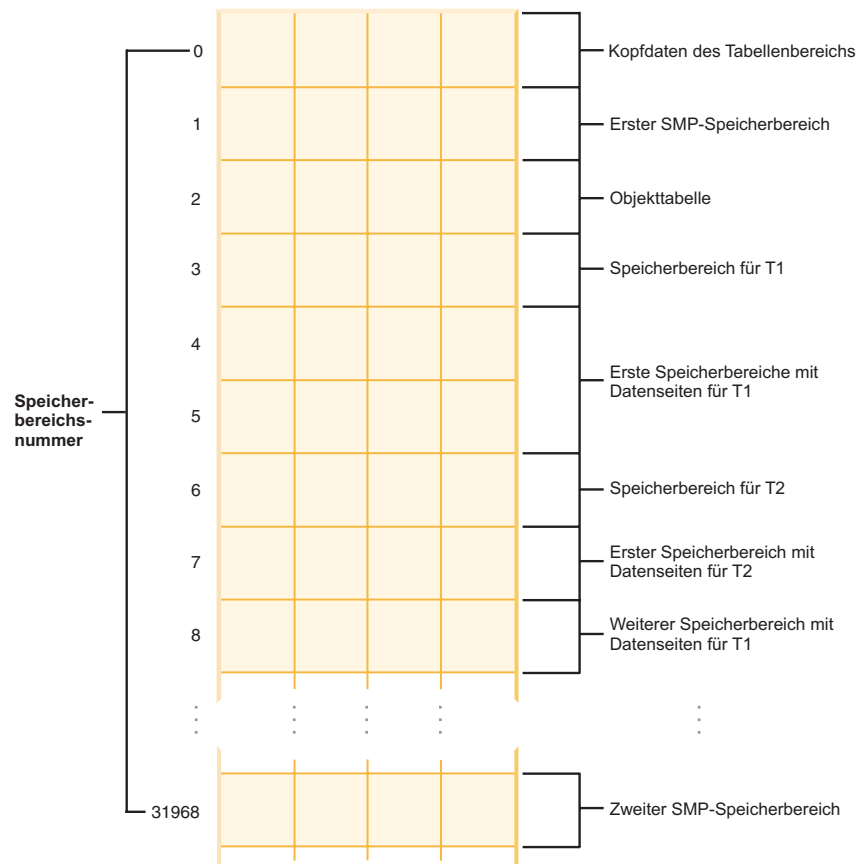 0
Kopfdaten des Tabellenbereichs
1
Erster SMP-Speicherbereich
2
Objekttabelle
3
Speicherbereich für T1
4
Erste Speicherbereiche mit
Datenseiten für T1
Speicher-
bereichs-
nummer
5
6
Speicherbereich für T2
7
Erster Speicherbereich mit
Datenseiten für T2
8
Weiterer Speicherbereich mit
Datenseiten für T1
31968
Zweiter SMP-Speicherbereich